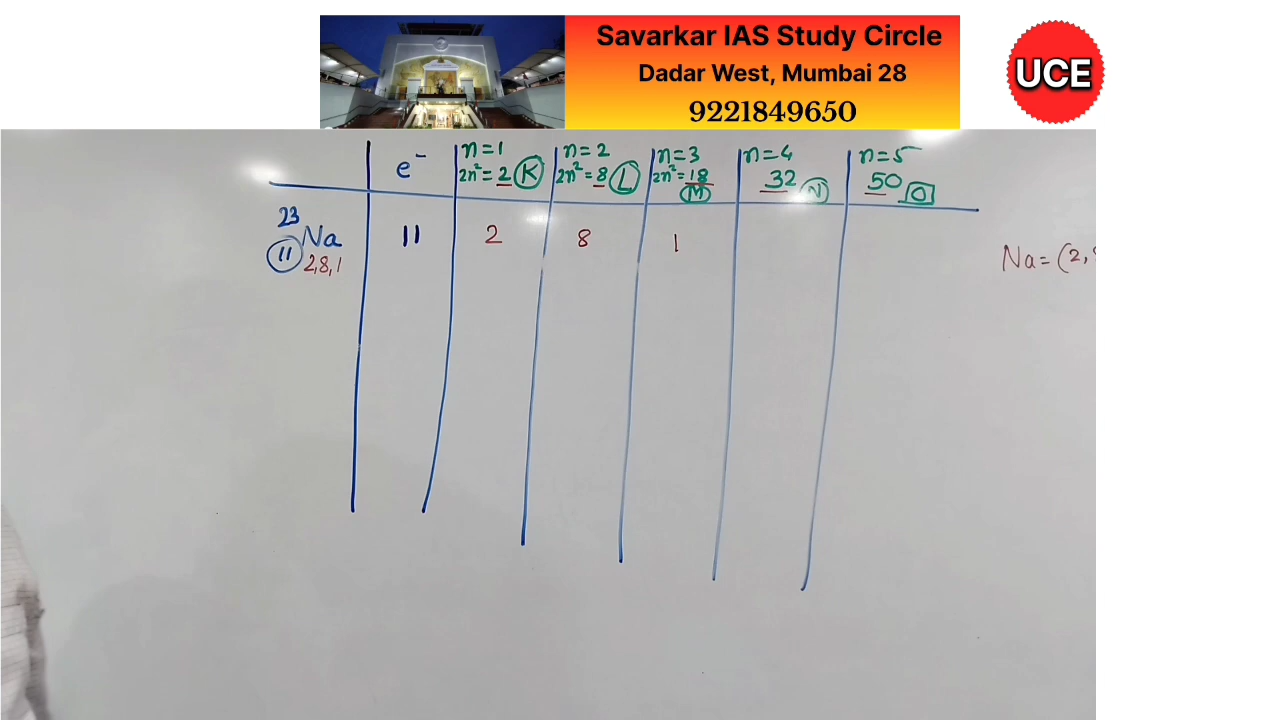 Savarkar IAS Study Circle
Dadar West, Mumbai 28
9221849650
UCE
e⁻
n=1
2n²=2 K
n=2
2n²=8 L
n=3
2n²=18
M
n=4
32 N
n=5
50 O
23
11 Na
2,8,1
11
2
8
1
Na=(2,